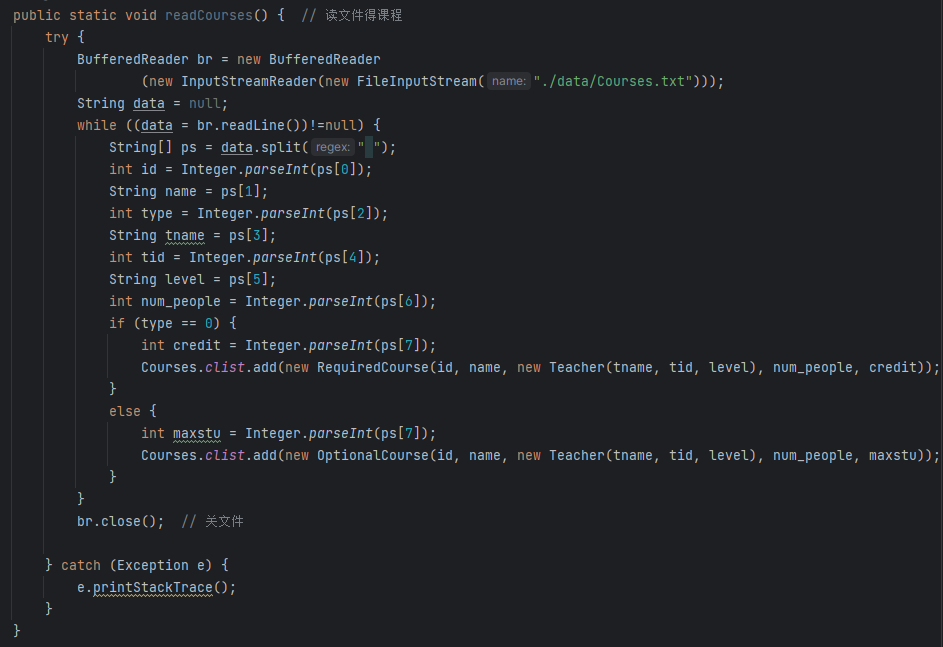 public static void readCourses() {  // 读文件得课程
    try {
        BufferedReader br = new BufferedReader
                (new InputStreamReader(new FileInputStream( name: "./data/Courses.txt")));
        String data = null;
        while ((data = br.readLine())!=null) {
            String[] ps = data.split( regex: " ");
            int id = Integer.parseInt(ps[0]);
            String name = ps[1];
            int type = Integer.parseInt(ps[2]);
            String tname = ps[3];
            int tid = Integer.parseInt(ps[4]);
            String level = ps[5];
            int num_people = Integer.parseInt(ps[6]);
            if (type == 0) {
                int credit = Integer.parseInt(ps[7]);
                Courses.clist.add(new RequiredCourse(id, name, new Teacher(tname, tid, level), num_people, credit));
            }
            else {
                int maxstu = Integer.parseInt(ps[7]);
                Courses.clist.add(new OptionalCourse(id, name, new Teacher(tname, tid, level), num_people, maxstu));
            }
        }
        br.close();  // 关文件
    } catch (Exception e) {
        e.printStackTrace();
    }
}